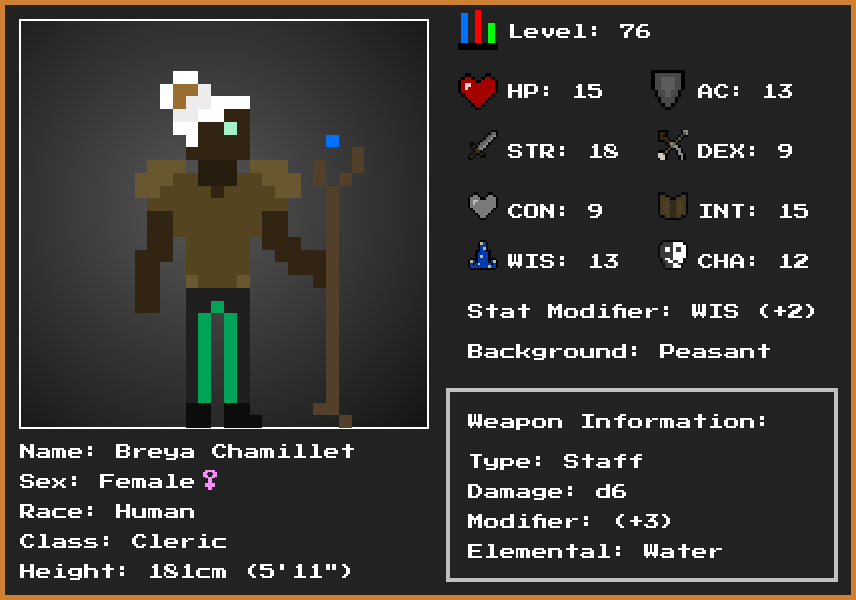 Level: 76
HP: 15
AC: 13
STR: 18
DEX: 9
CON: 9
INT: 15
WIS: 13
CHA: 12
Stat Modifier: WIS (+2)
Background: Peasant
Name: Breya Chamillet
Sex: Female♀
Race: Human
Class: Cleric
Height: 181cm (5'11")
Weapon Information:
Type: Staff
Damage: d6
Modifier: (+3)
Elemental: Water